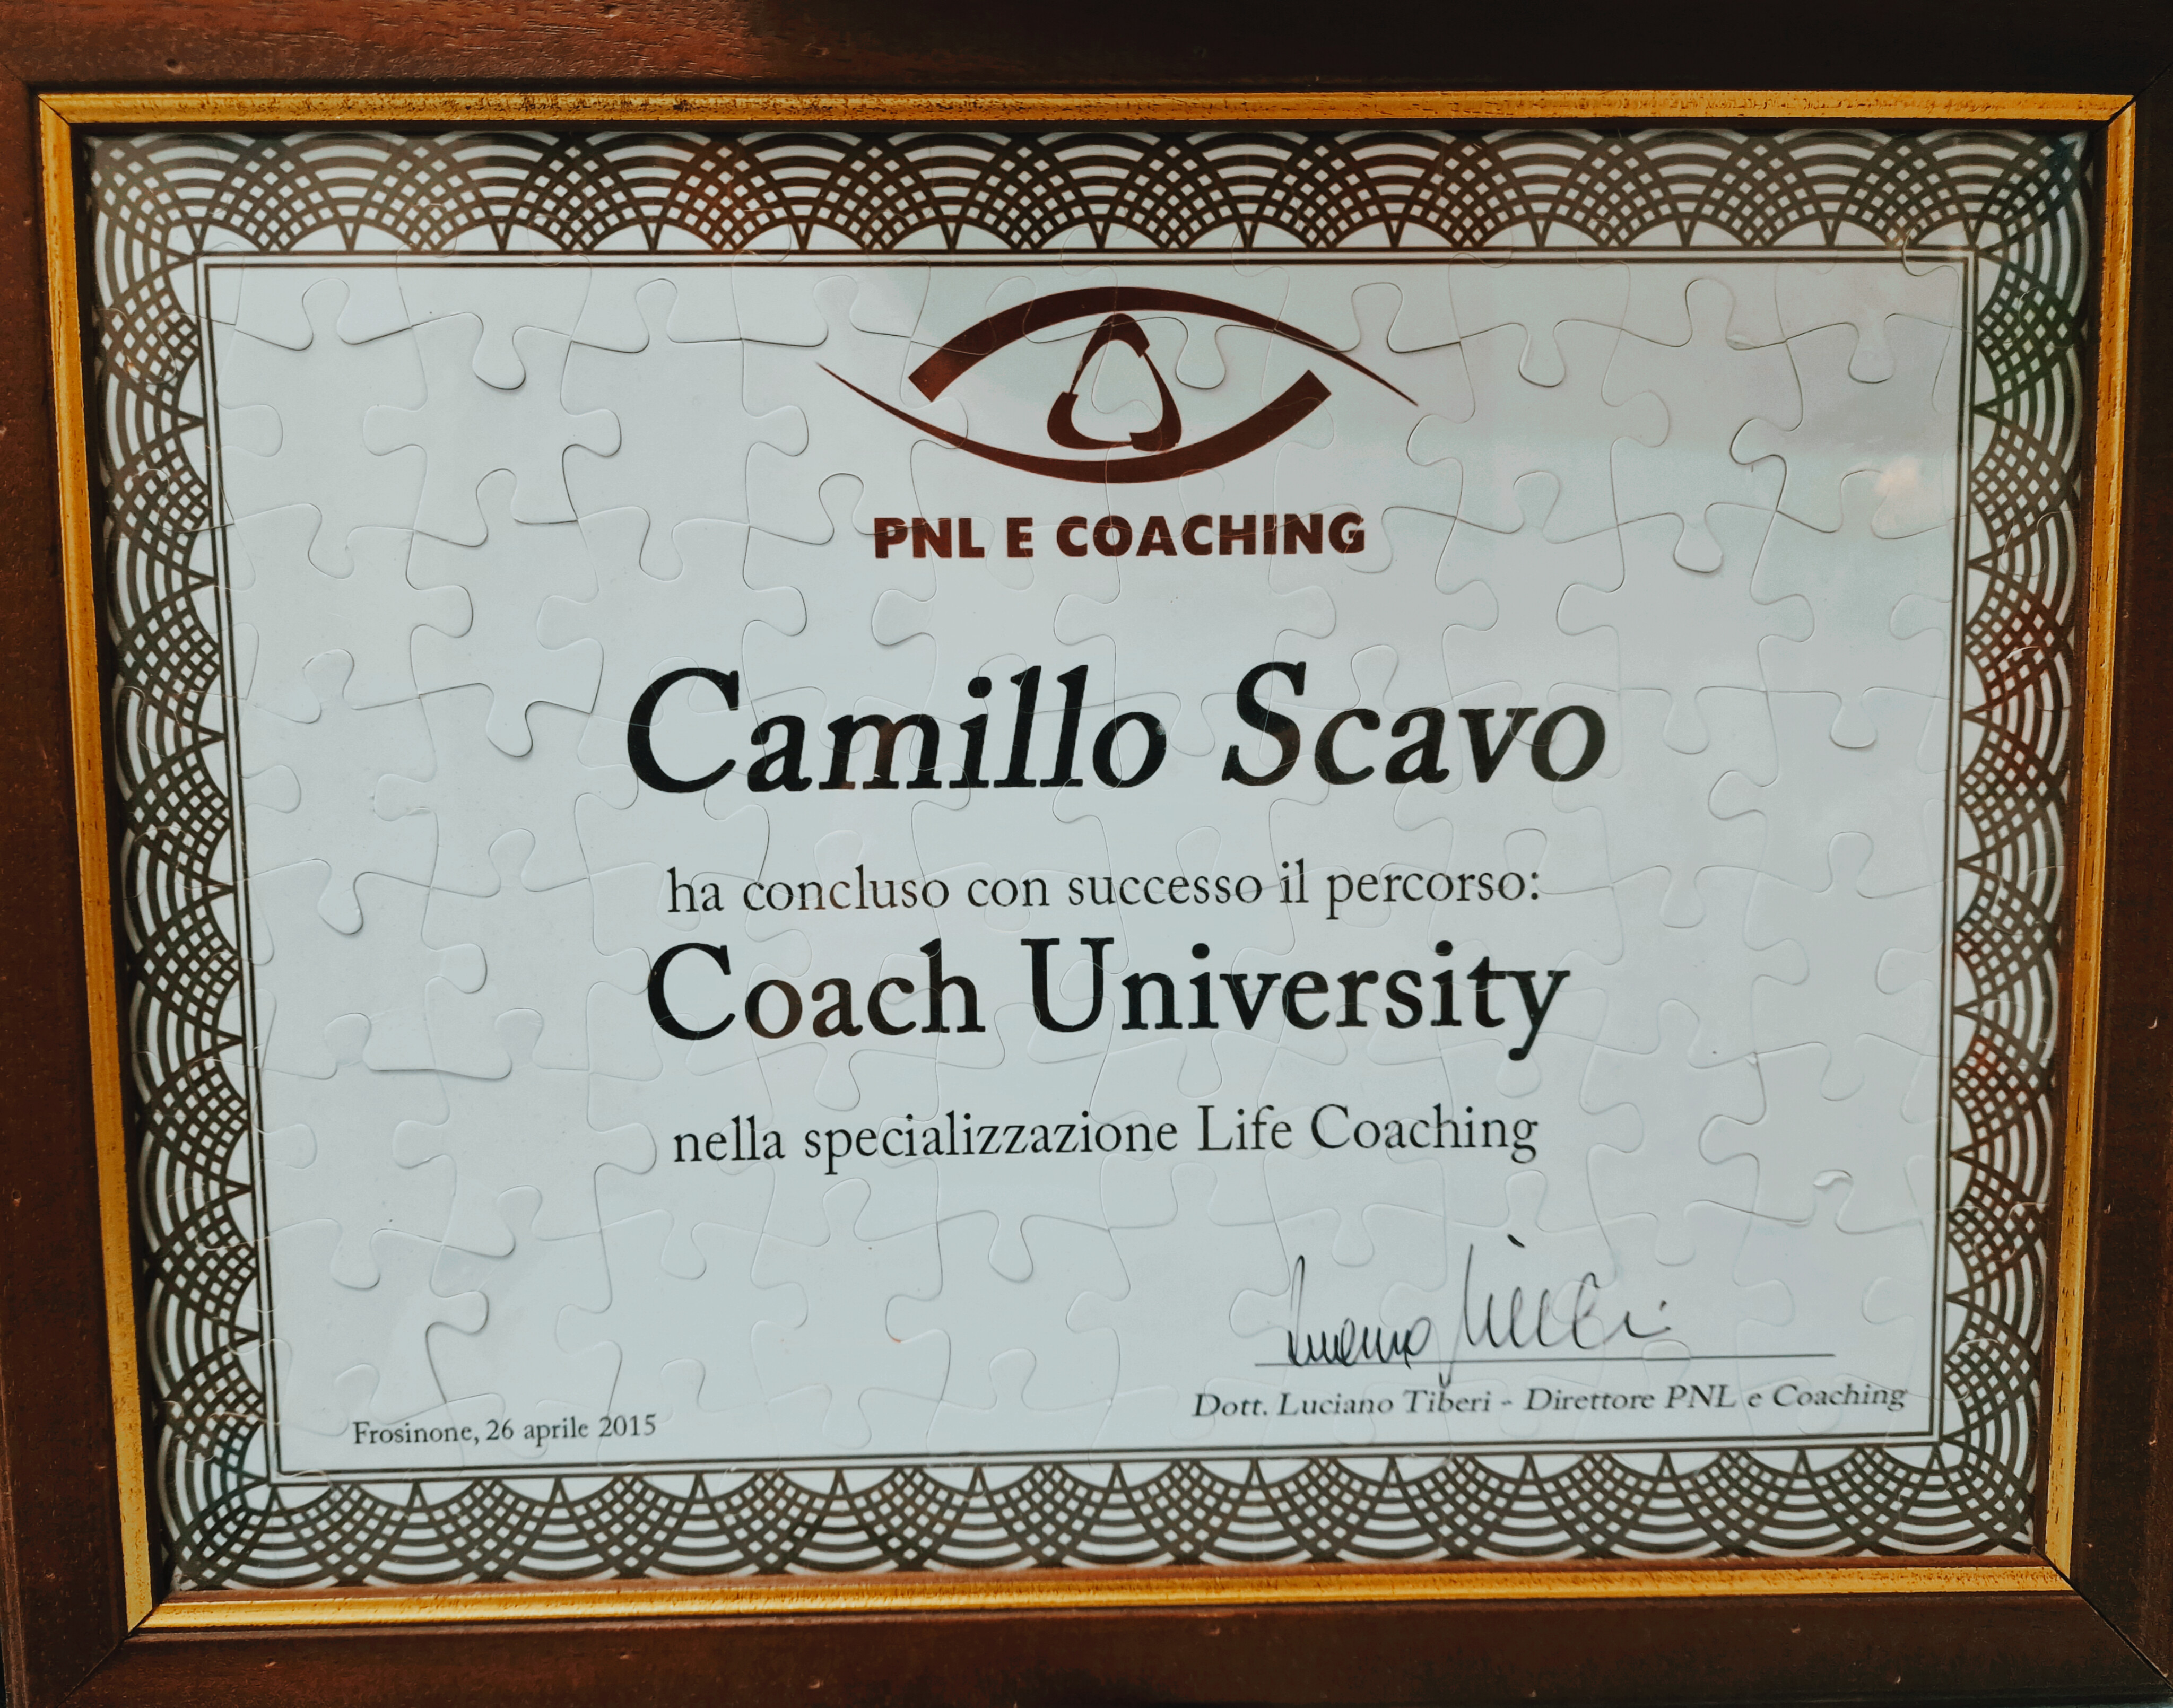 PNL E COACHING
Camillo Scavo
ha concluso con successo il percorso:
Coach University
nella specializzazione Life Coaching
Dott. Luciano Tiberi - Direttore PNL e Coaching
Frosinone, 26 aprile 2015